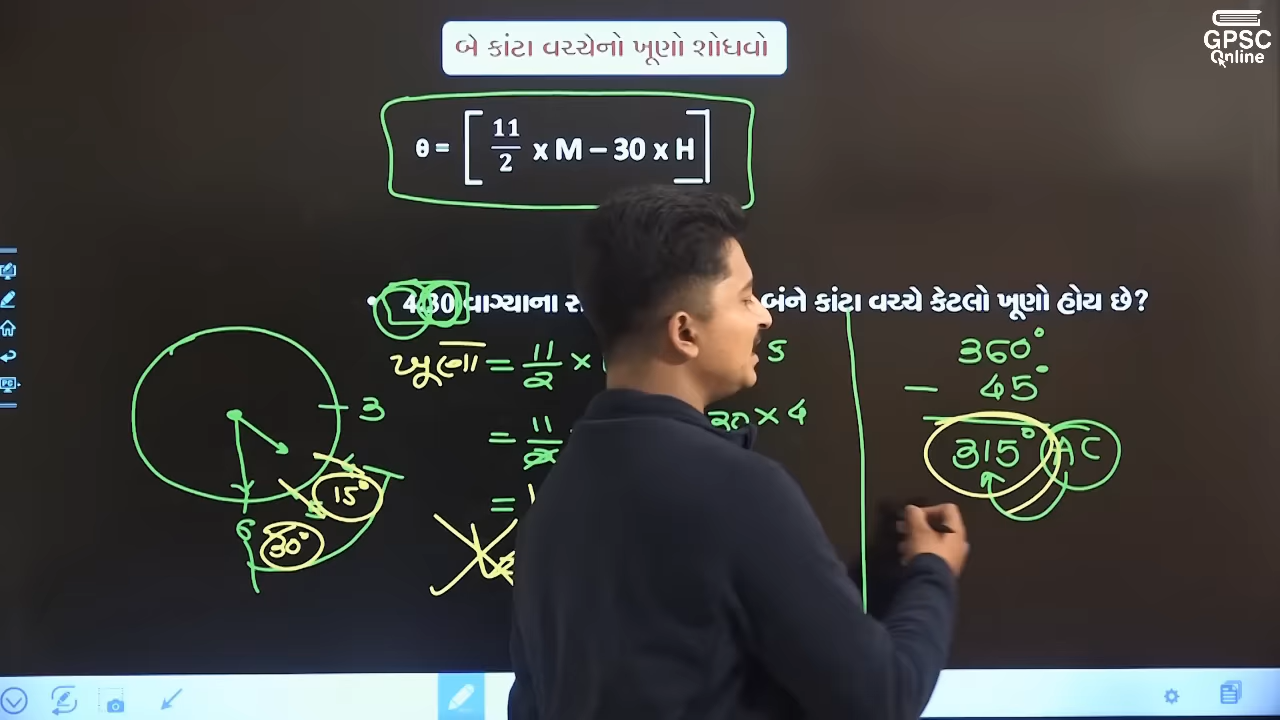 GPSC
Online
બે કાંટા વચ્ચેનો ખૂણો શોધવો
θ = [ 11/2 x M – 30 x H ]
• 4:30 વાગ્યાના બંને કાંટા વચ્ચે કેટલો ખૂણો હોય છે?
ખૂણો = 11/2 ×
= 11/2 30 × 4
=
3
15°
6
30°
360°
– 45°
315° AC